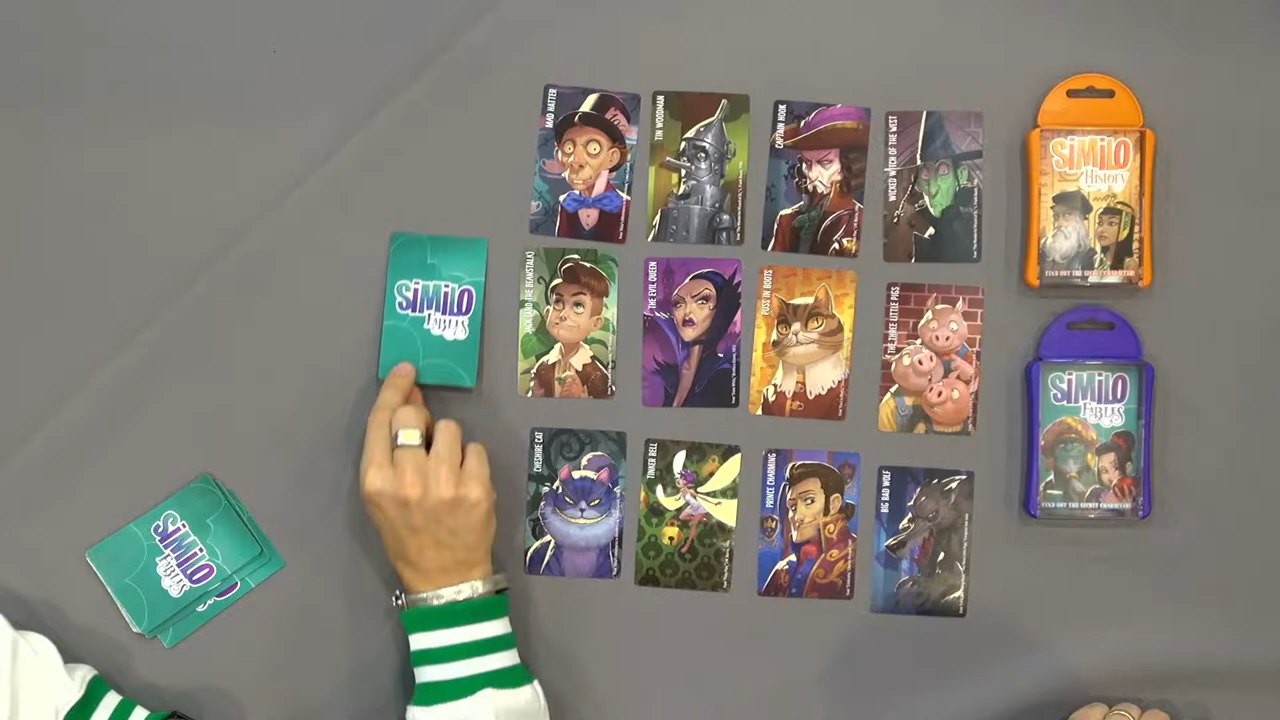 MAD HATTER
TIN WOODMAN
CAPTAIN HOOK
WICKED WITCH OF THE WEST
SiMiLO
History
FIND OUT THE SECRET CHARACTER!
SiMiLO
FABLES
JACK (AND THE BEANSTALK)
THE EVIL QUEEN
PUSS IN BOOTS
THE THREE LITTLE PIGS
SiMiLO
FABLES
FIND OUT THE SECRET CHARACTER!
CHESHIRE CAT
TINKER BELL
PRINCE CHARMING
BIG BAD WOLF
SiMiLO
FABLES